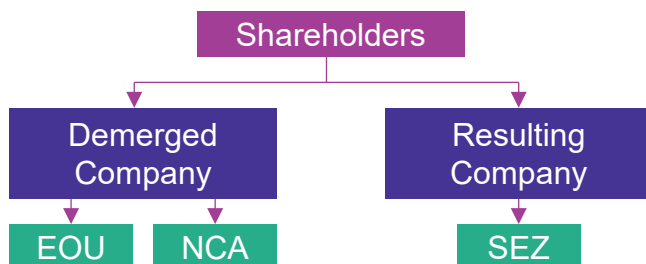 Shareholders
Demerged
Company
Resulting
Company
EOU
NCA
SEZ